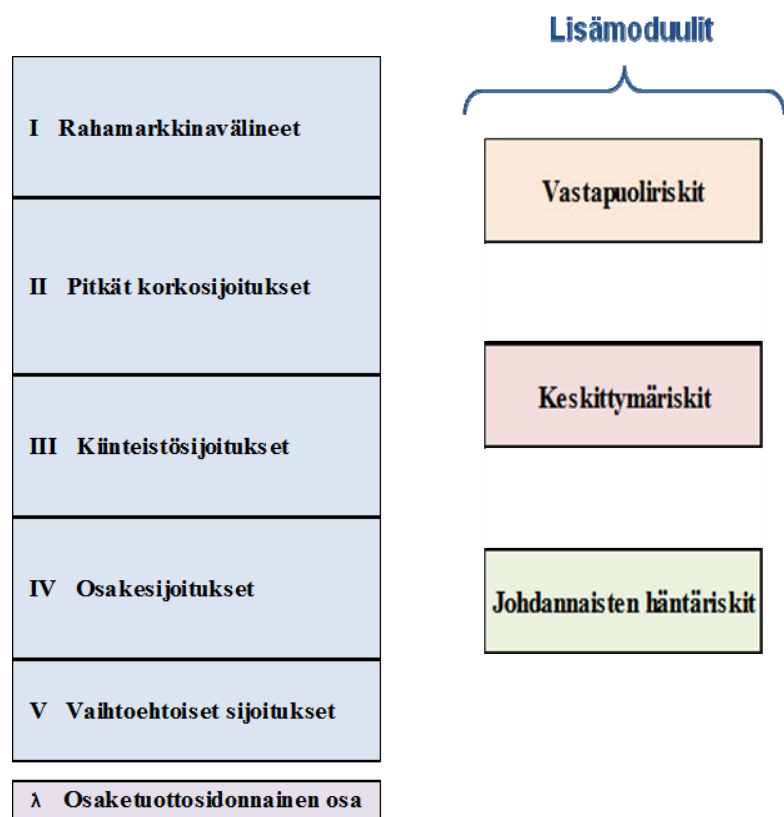 Lisämoduulit
I Rahamarkkinavälineet
II Pitkät korkosijoitukset
III Kiinteistösijoitukset
IV Osakesijoitukset
V Vaihtoehtoiset sijoitukset
λ Osaketuottosidonnainen osa
Vastapuoliriskit
Keskittymäriskit
Johdannaisten häntäriskit